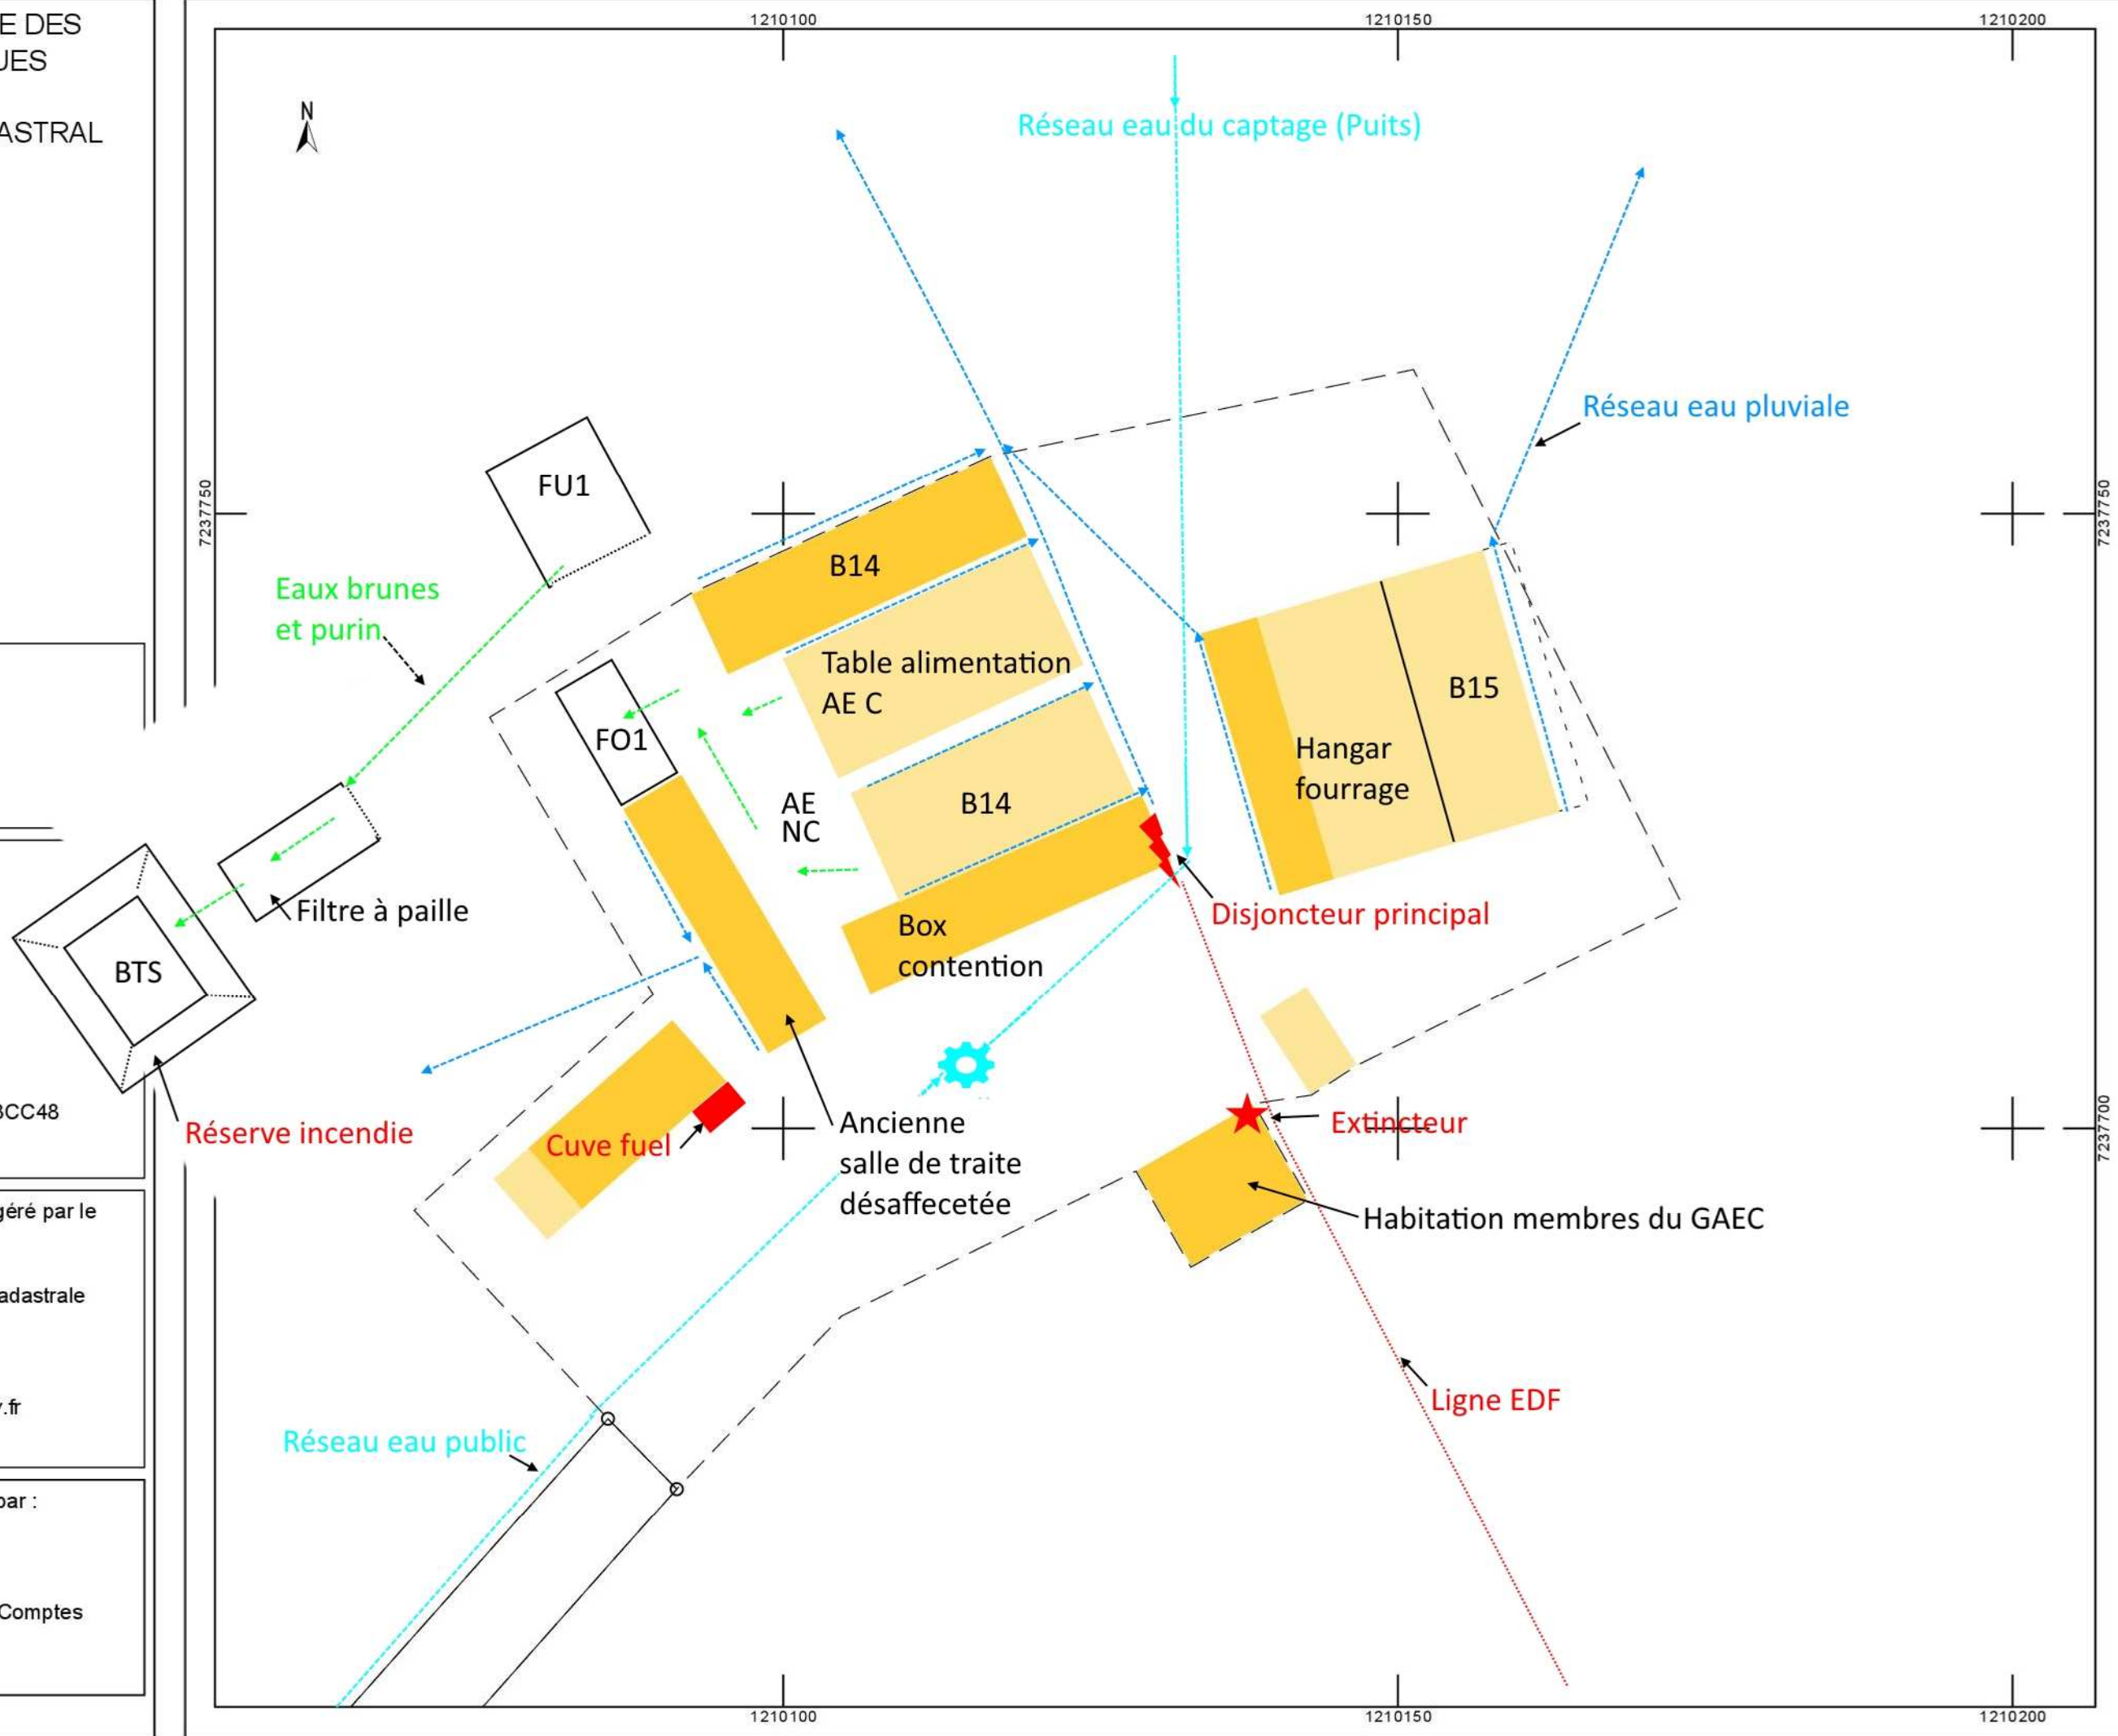 E DES
UES
ASTRAL
BCC48
géré par le
adastrale
.fr
par :
Comptes
1210100
1210150
1210200
N
Réseau eau du captage (Puits)
Réseau eau pluviale
7237750
7237750
FU1
B14
Eaux brunes
et purin
Table alimentation
AE C
B15
FO1
Hangar
fourrage
AE
NC
B14
Filtre à paille
Disjoncteur principal
Box
contention
BTS
Réserve incendie
Cuve fuel
Ancienne
salle de traite
désaffecetée
Extincteur
7237700
Habitation membres du GAEC
Ligne EDF
Réseau eau public
1210100
1210150
1210200